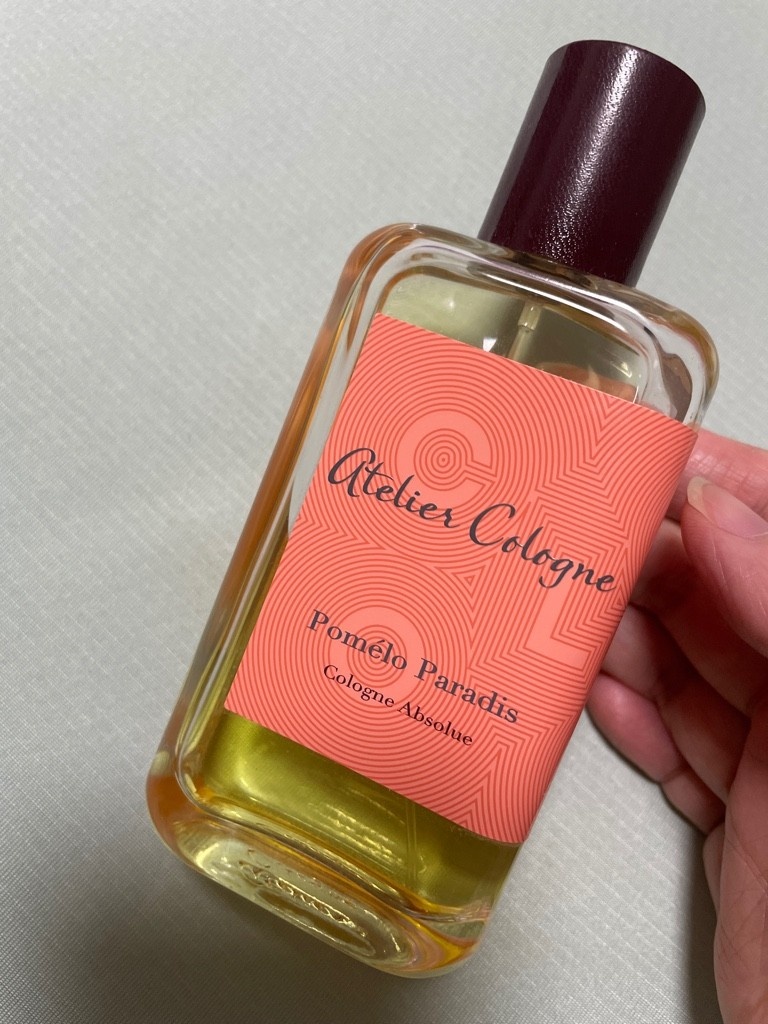 Atelier Cologne
Pomélo Paradis
Cologne Absolue